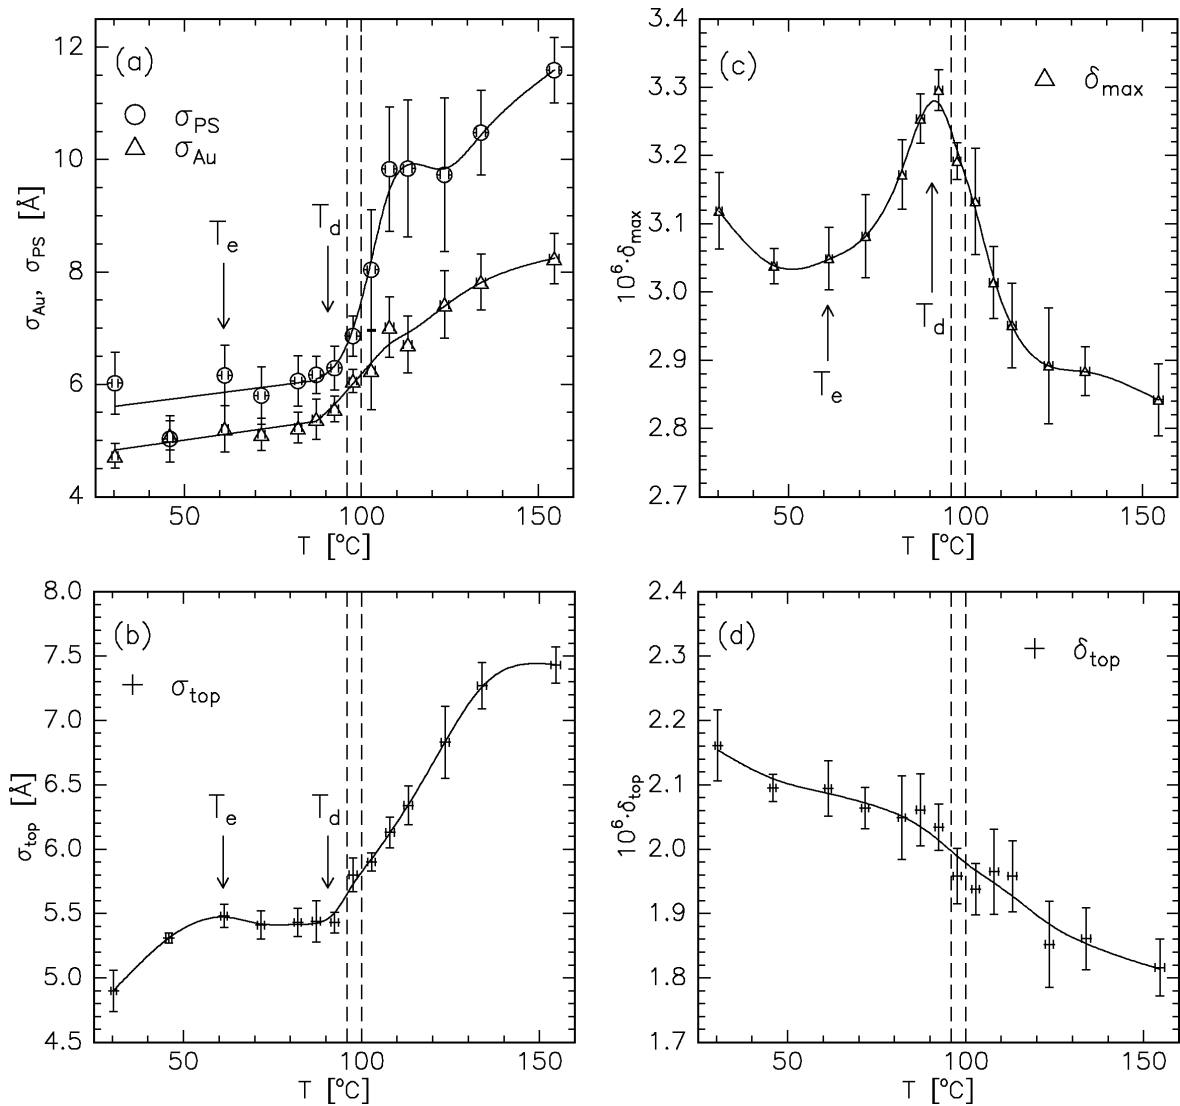 (a)
σPS
σAu
Te
Td
12
10
8
6
4
σAu, σPS [Å]
50
100
150
T [°C]
(c)
δmax
Td
Te
3.4
3.3
3.2
3.1
3.0
2.9
2.8
2.7
10⁶·δmax
50
100
150
T [°C]
(b)
σtop
Te
Td
8.0
7.5
7.0
6.5
6.0
5.5
5.0
4.5
σtop [Å]
50
100
150
T [°C]
(d)
δtop
2.4
2.3
2.2
2.1
2.0
1.9
1.8
1.7
10⁶·δtop
50
100
150
T [°C]